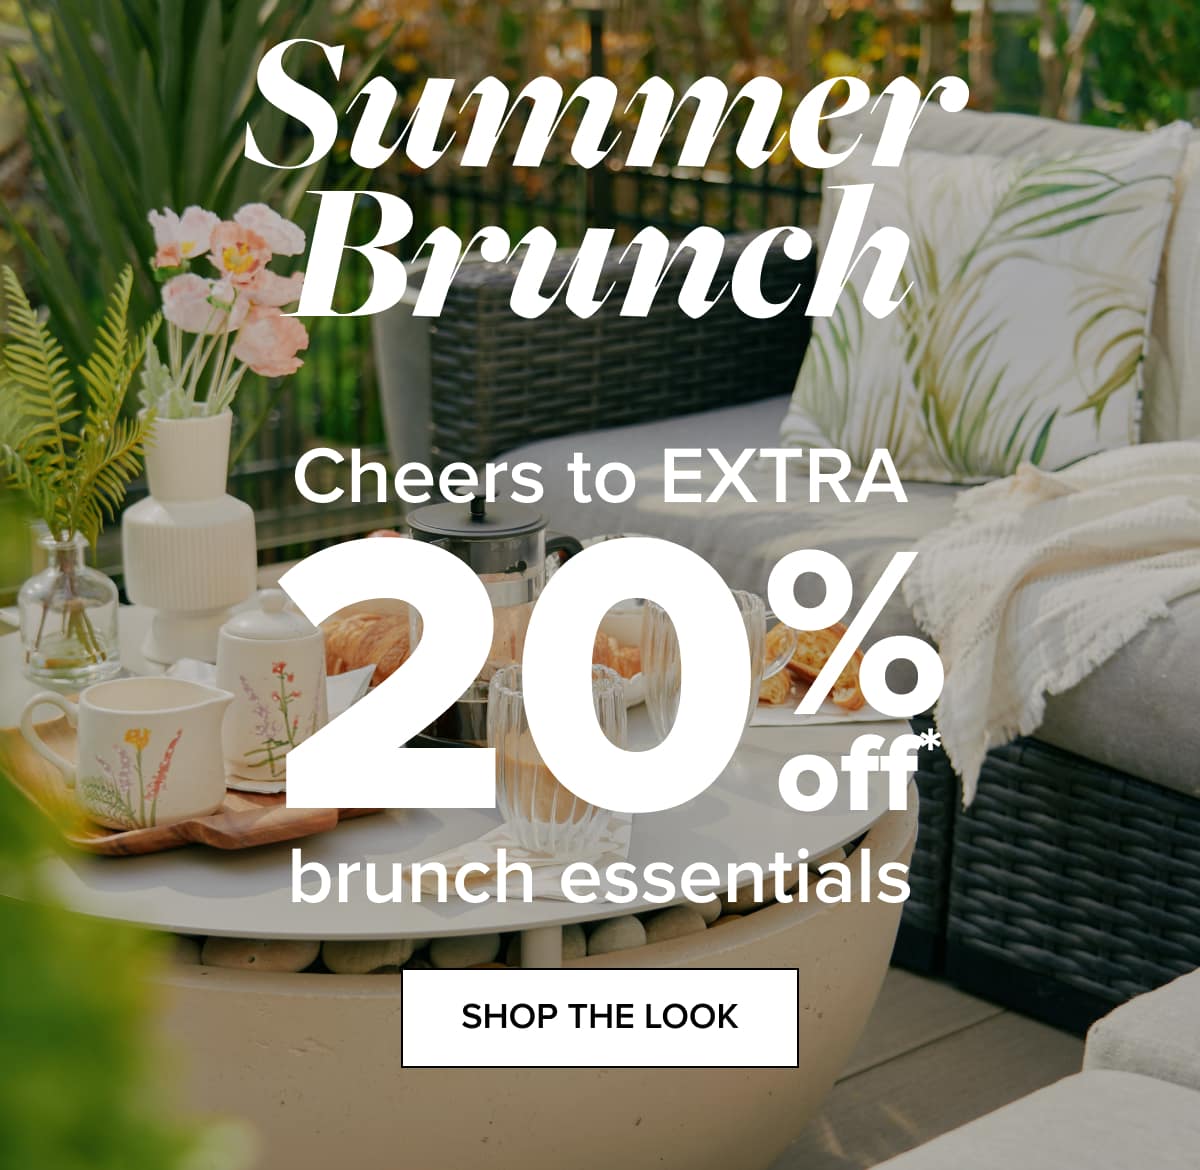 Summer
Brunch
Cheers to EXTRA
20%
off*
brunch essentials
SHOP THE LOOK